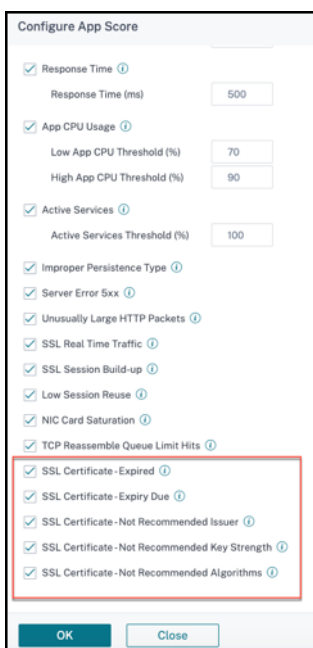 Configure App Score
Response Time
Response Time (ms) 500
App CPU Usage
Low App CPU Threshold (%) 70
High App CPU Threshold (%) 90
Active Services
Active Services Threshold (%) 100
Improper Persistence Type
Server Error 5xx
Unusually Large HTTP Packets
SSL Real Time Traffic
SSL Session Build-up
Low Session Reuse
NIC Card Saturation
TCP Reassemble Queue Limit Hits
SSL Certificate - Expired
SSL Certificate - Expiry Due
SSL Certificate - Not Recommended Issuer
SSL Certificate - Not Recommended Key Strength
SSL Certificate - Not Recommended Algorithms
OK Close